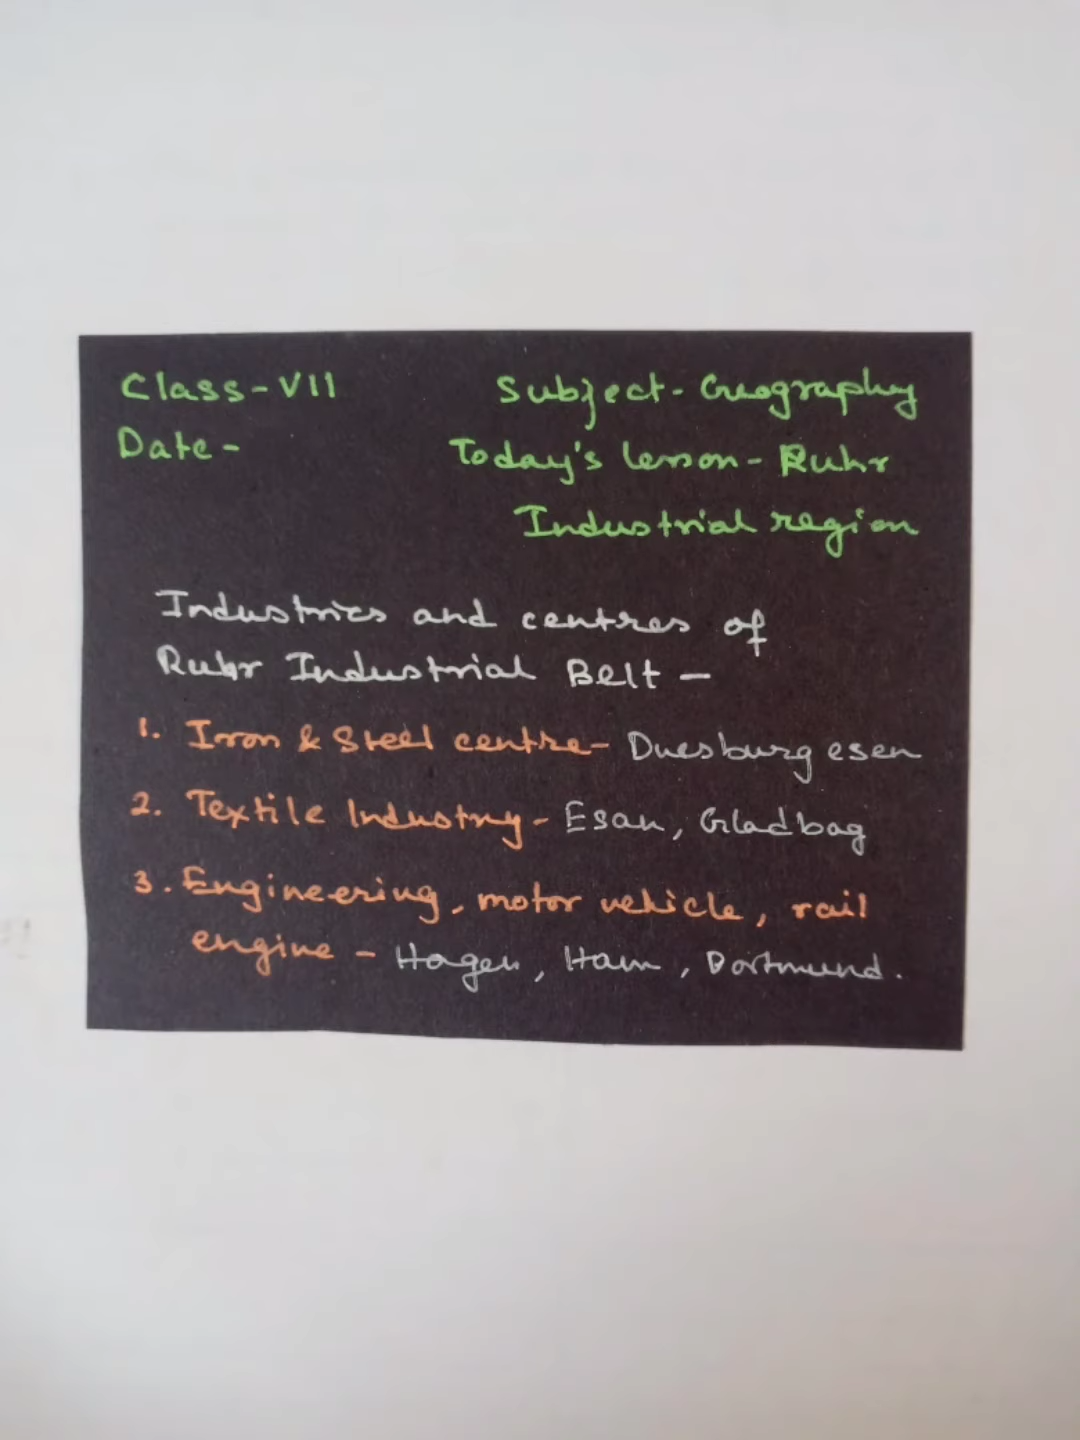 Class-VII
Subject-Geography
Date-
Today's lesson-Ruhr
Industrial region
Industries and centres of
Ruhr Industrial Belt-
1. Iron & Steel centre- Duesburg esen
2. Textile Industry- Esan, Gladbag
3. Engineering, motor vehicle, rail
engine - Hagen, Ham, Dortmund.